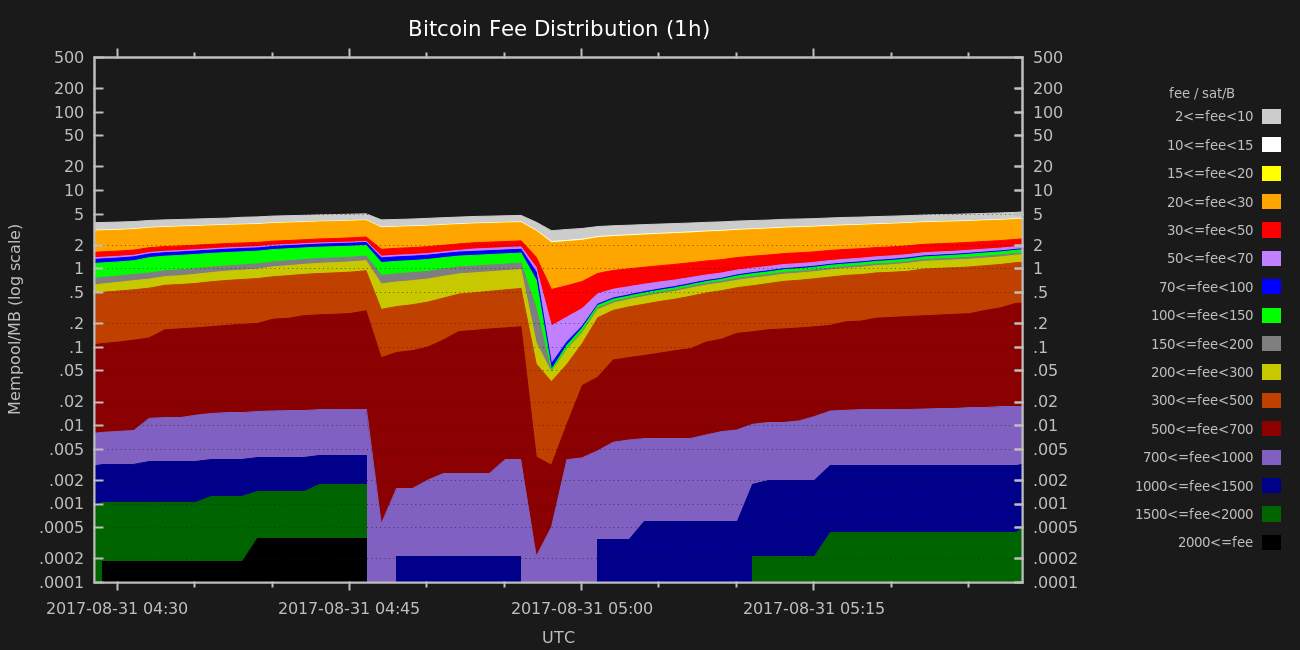 Bitcoin Fee Distribution (1h)
500 500
200 200
100 100
50 50
20 20
10 10
5 5
2 2
1 1
.5 .5
.2 .2
.1 .1
.05 .05
.02 .02
.01 .01
.005 .005
.002 .002
.001 .001
.0005 .0005
.0002 .0002
.0001 .0001
Mempool/MB (log scale)
2017-08-31 04:30 2017-08-31 04:45 2017-08-31 05:00 2017-08-31 05:15
UTC
fee / sat/B
2<=fee<10
10<=fee<15
15<=fee<20
20<=fee<30
30<=fee<50
50<=fee<70
70<=fee<100
100<=fee<150
150<=fee<200
200<=fee<300
300<=fee<500
500<=fee<700
700<=fee<1000
1000<=fee<1500
1500<=fee<2000
2000<=fee